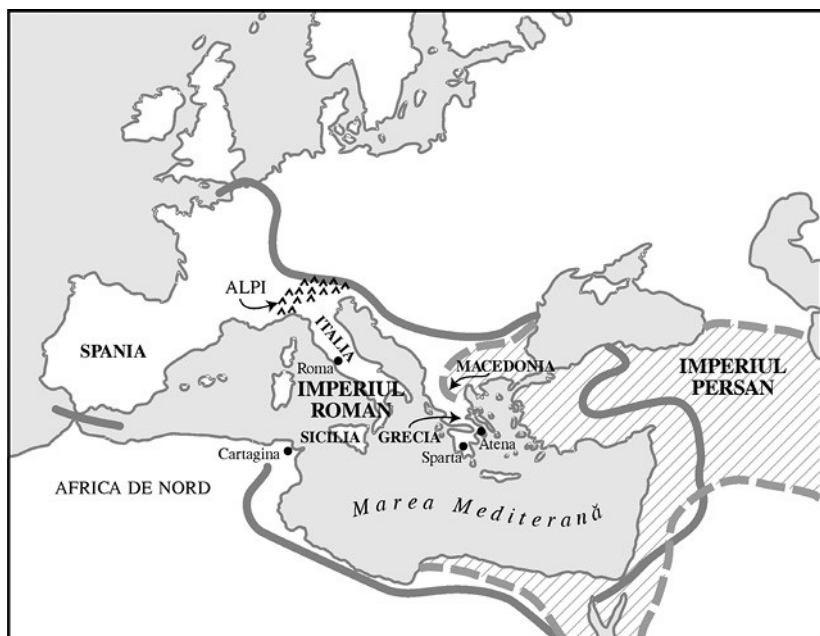 ALPI
SPANIA
ITALIA
Roma
IMPERIUL
ROMAN
MACEDONIA
IMPERIUL
PERSAN
SICILIA
GRECIA
Atena
Sparta
Cartagina
AFRICA DE NORD
Marea Mediterană